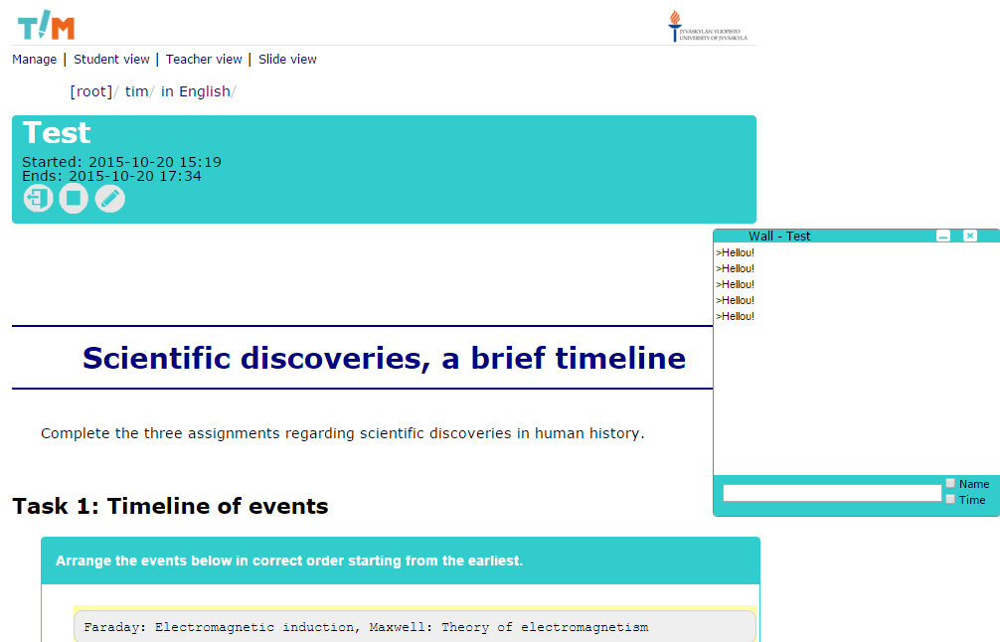 TIM
JYVÄSKYLÄN YLIOPISTO
UNIVERSITY OF JYVÄSKYLÄ
Manage | Student view | Teacher view | Slide view
[root]/ tim/ in English/
Test
Started: 2015-10-20 15:19
Ends: 2015-10-20 17:34
Wall - Test
>Hellou!
>Hellou!
>Hellou!
>Hellou!
>Hellou!
Name
Time
Scientific discoveries, a brief timeline
Complete the three assignments regarding scientific discoveries in human history.
Task 1: Timeline of events
Arrange the events below in correct order starting from the earliest.
Faraday: Electromagnetic induction, Maxwell: Theory of electromagnetism